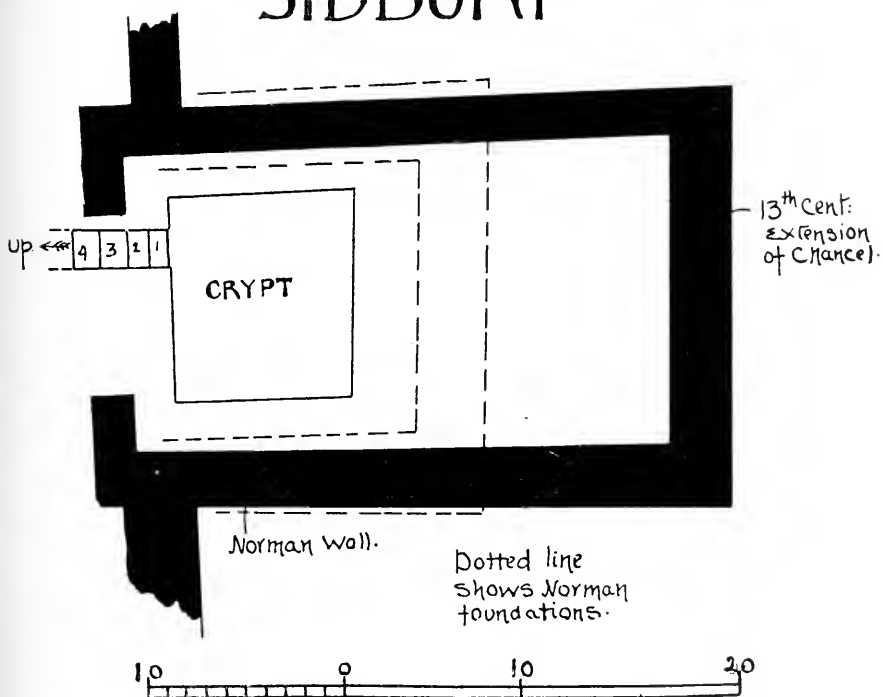 SIDBURY
13th Cent:
Extension
of Chancel.
up. 4 3 2 1
CRYPT
Norman Wall.
Dotted line
shows Norman
foundations.
10 0 10 20